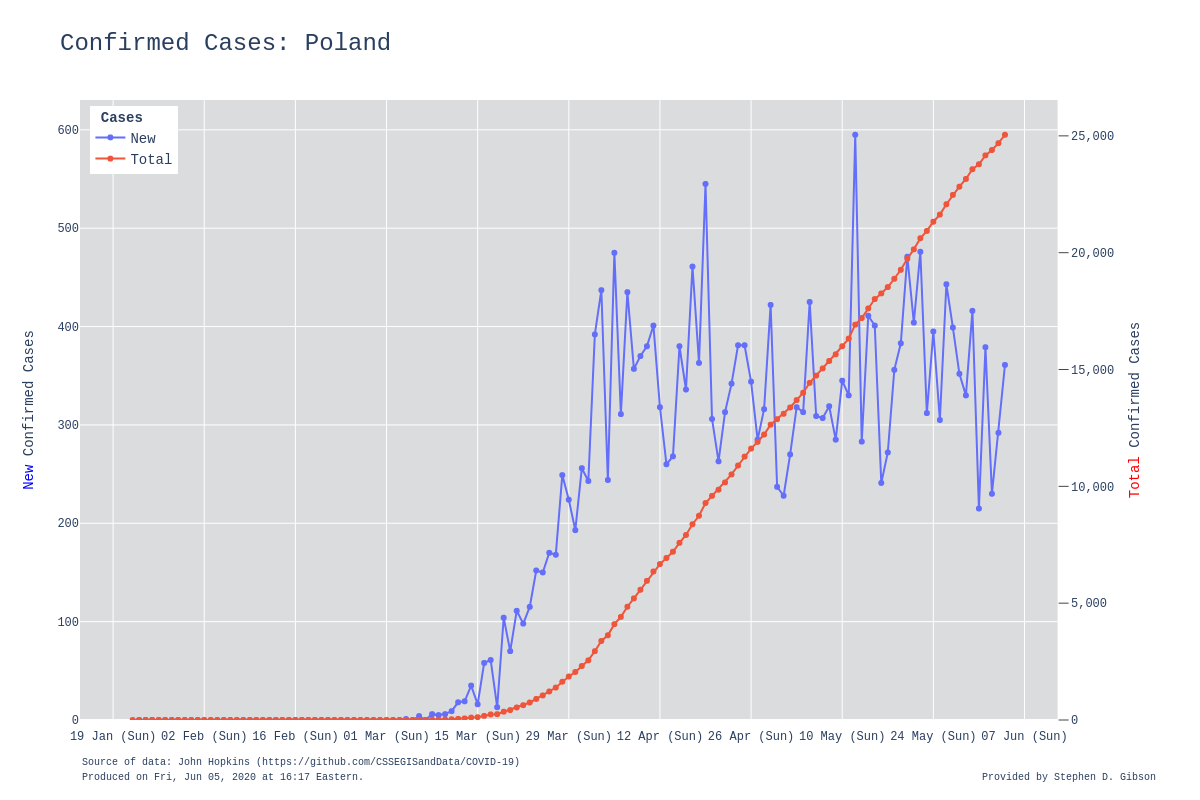 Confirmed Cases: Poland
Cases
New
Total
600
500
400
300
200
100
0
25,000
20,000
15,000
10,000
5,000
0
New Confirmed Cases
Total Confirmed Cases
19 Jan (Sun) 02 Feb (Sun) 16 Feb (Sun) 01 Mar (Sun) 15 Mar (Sun) 29 Mar (Sun) 12 Apr (Sun) 26 Apr (Sun) 10 May (Sun) 24 May (Sun) 07 Jun (Sun)
Source of data: John Hopkins (https://github.com/CSSEGISandData/COVID-19)
Produced on Fri, Jun 05, 2020 at 16:17 Eastern.
Provided by Stephen D. Gibson